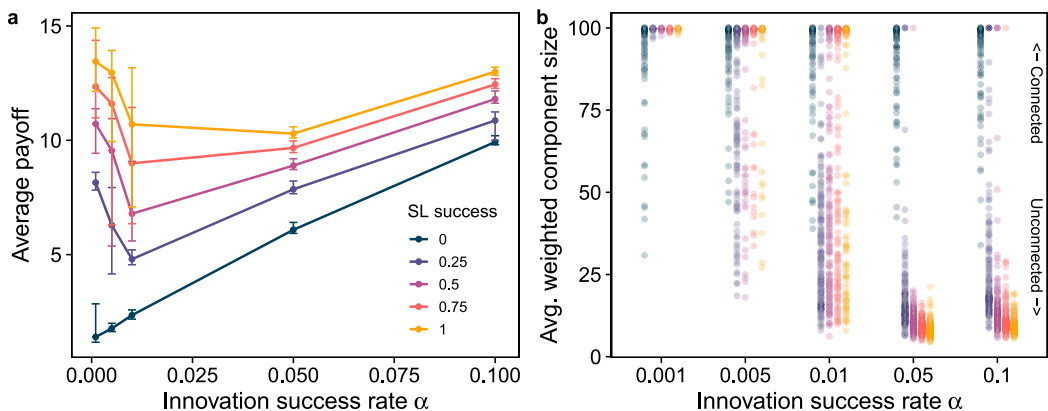 a
15
10
5
Average payoff
0.000 0.025 0.050 0.075 0.100
Innovation success rate α
SL success
0
0.25
0.5
0.75
1
b
100
75
50
25
0
Avg. weighted component size
0.001 0.005 0.01 0.05 0.1
Innovation success rate α
<– Connected
Unconnected –>